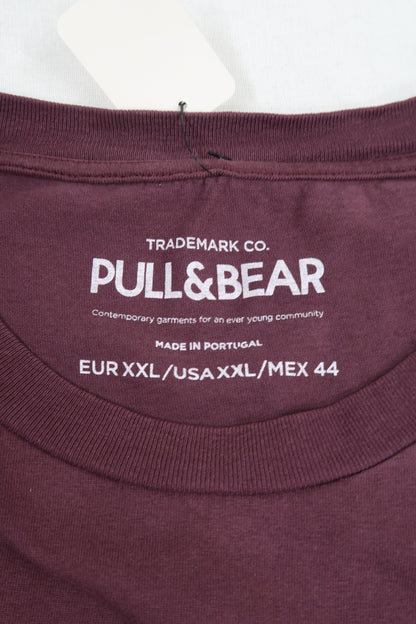 TRADEMARK CO.
PULL&BEAR
Contemporary garments for an ever young community
MADE IN PORTUGAL
EUR XXL/USA XXL/MEX 44